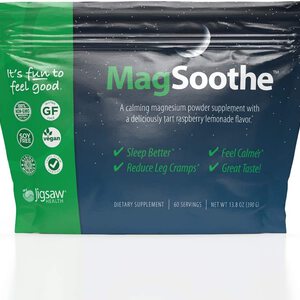 It's fun to
feel good.
MagSoothe™
A calming magnesium powder supplement with
a deliciously tart raspberry lemonade flavor.*
GF
SOY
FREE
vegan
✓ Sleep Better*
✓ Feel Calmer*
✓ Reduce Leg Cramps*
✓ Great Taste!
Jigsaw
HEALTH
DIETARY SUPPLEMENT
60 SERVINGS
NET WT 13.8 OZ (390 G)